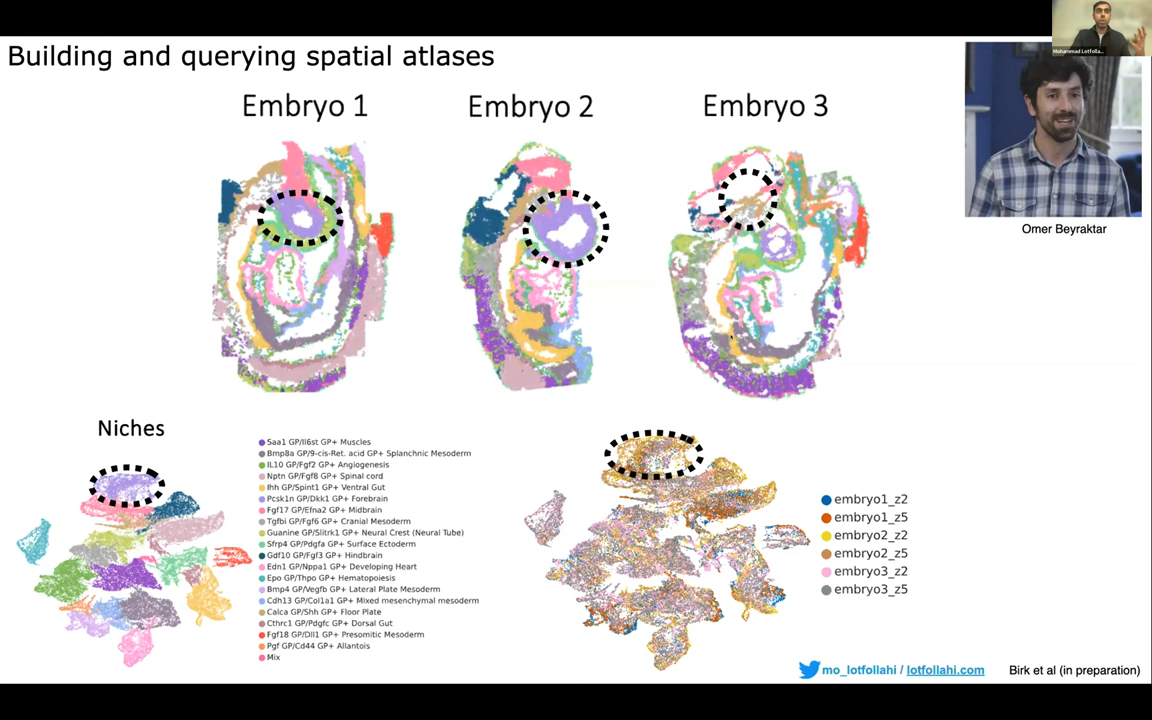 Mohammad Lotfolla...
Building and querying spatial atlases
Embryo 1
Embryo 2
Embryo 3
Omer Beyraktar
Niches
Saa1 GP/Il6st GP+ Muscles
Bmp8a GP/9-cis-Ret. acid GP+ Splanchnic Mesoderm
IL10 GP/Fgf2 GP+ Angiogenesis
Nptn GP/Fgf8 GP+ Spinal cord
Ihh GP/Spint1 GP+ Ventral Gut
Pcsk1n GP/Dkk1 GP+ Forebrain
Fgf17 GP/Efna2 GP+ Midbrain
Tgfbi GP/Fgf6 GP+ Cranial Mesoderm
Guanine GP/Slitrk1 GP+ Neural Crest (Neural Tube)
Sfrp4 GP/Pdgfa GP+ Surface Ectoderm
Gdf10 GP/Fgf3 GP+ Hindbrain
Edn1 GP/Nppa1 GP+ Developing Heart
Epo GP/Thpo GP+ Hematopoiesis
Bmp4 GP/Vegfb GP+ Lateral Plate Mesoderm
Cdh13 GP/Col1a1 GP+ Mixed mesenchymal mesoderm
Calca GP/Shh GP+ Floor Plate
Cthrc1 GP/Pdgfc GP+ Dorsal Gut
Fgf18 GP/Dll1 GP+ Presomitic Mesoderm
Pgf GP/Cd44 GP+ Allantois
Mix
embryo1_z2
embryo1_z5
embryo2_z2
embryo2_z5
embryo3_z2
embryo3_z5
mo_lotfollahi / lotfollahi.com
Birk et al (in preparation)